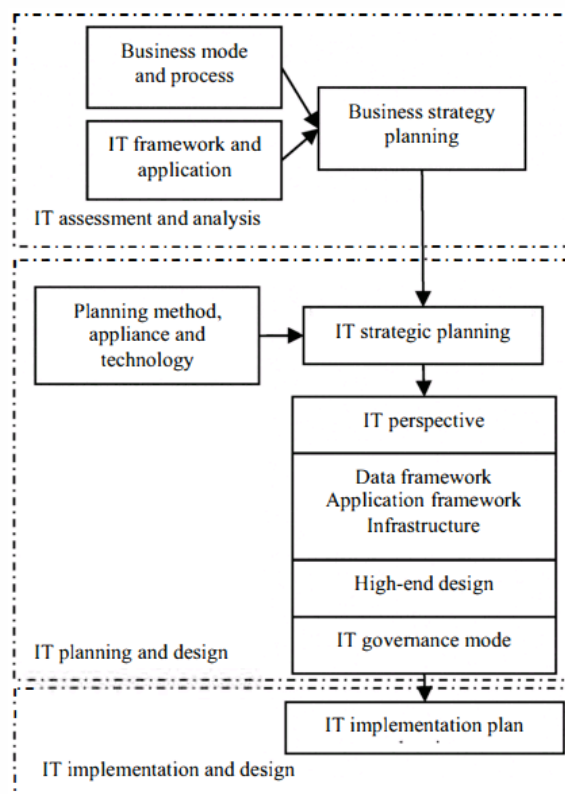 Business mode
and process
Business strategy
planning
IT framework and
application
IT assessment and analysis
Planning method,
appliance and
technology
IT strategic planning
IT perspective
Data framework
Application framework
Infrastructure
High-end design
IT governance mode
IT planning and design
IT implementation plan
IT implementation and design